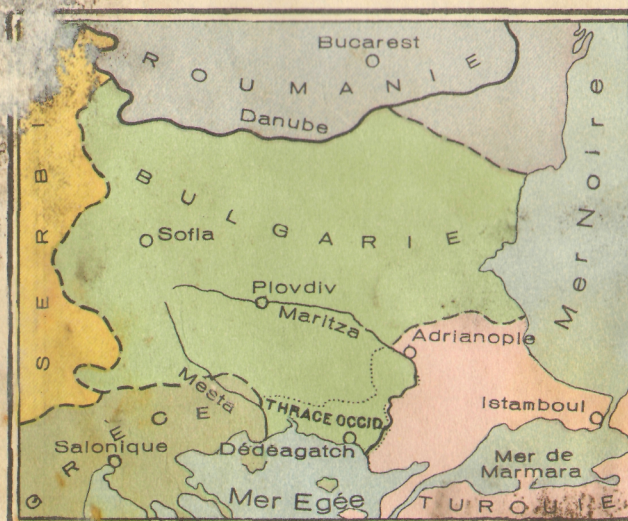 Bucarest
ROUMANIE
Danube
SERBI
BULGARIE
Mer Noire
Sofia
Plovdiv
Maritza
Adrianople
Mesta
THRACE OCCID.
Istamboul
GRÈCE
Salonique
Dédéagatch
Mer de
Marmara
Mer Egée
TURQUIE